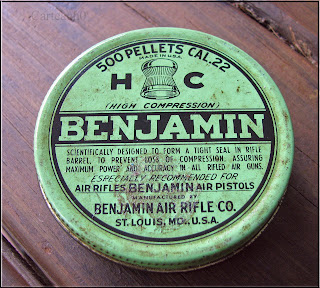 500 PELLETS CAL. 22
MADE IN U.S.A.
H C
(HIGH COMPRESSION)
BENJAMIN
SCIENTIFICALLY DESIGNED TO FORM A TIGHT SEAL IN RIFLE
BARREL, TO PREVENT LOSS OF COMPRESSION, ASSURING
MAXIMUM POWER AND ACCURACY IN ALL RIFLED AIR GUNS.
ESPECIALLY RECOMMENDED FOR
AIR RIFLES BENJAMIN AIR PISTOLS
MANUFACTURED BY
BENJAMIN AIR RIFLE CO.
ST. LOUIS, MO., U.S.A.